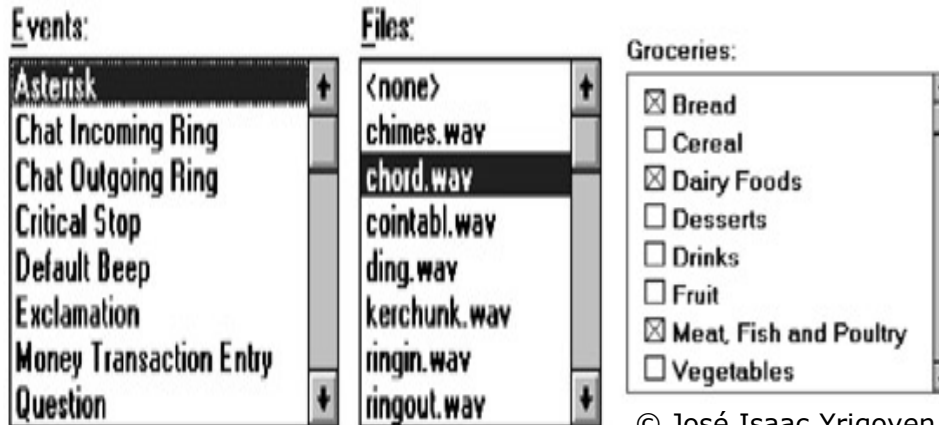 Events:
Asterisk
Chat Incoming Ring
Chat Outgoing Ring
Critical Stop
Default Beep
Exclamation
Money Transaction Entry
Question
Files:
<none>
chimes.wav
chord.wav
cointabl.wav
ding.wav
kerchunk.wav
ringin.wav
ringout.wav
Groceries:
Bread
Cereal
Dairy Foods
Desserts
Drinks
Fruit
Meat, Fish and Poultry
Vegetables
© José Isaac Yrigoyen